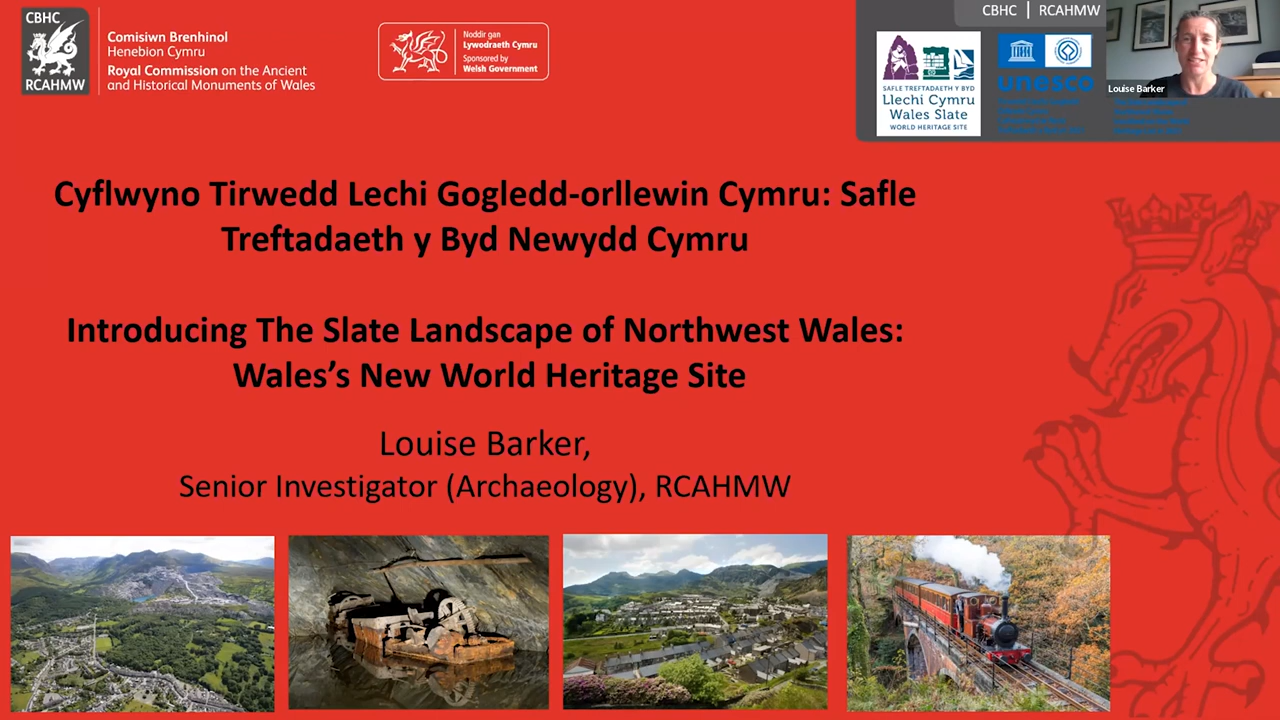 CBHC
RCAHMW
Comisiwn Brenhinol
Henebion Cymru
Royal Commission on the Ancient
and Historical Monuments of Wales
Noddir gan
Lywodraeth Cymru
Sponsored by
Welsh Government
CBHC | RCAHMW
SAFLE TREFTADAETH Y BYD
Llechi Cymru
Wales Slate
WORLD HERITAGE SITE
unesco
Louise Barker
Cyflwyno Tirwedd Lechi Gogledd-orllewin Cymru: Safle
Treftadaeth y Byd Newydd Cymru
Introducing The Slate Landscape of Northwest Wales:
Wales’s New World Heritage Site
Louise Barker,
Senior Investigator (Archaeology), RCAHMW